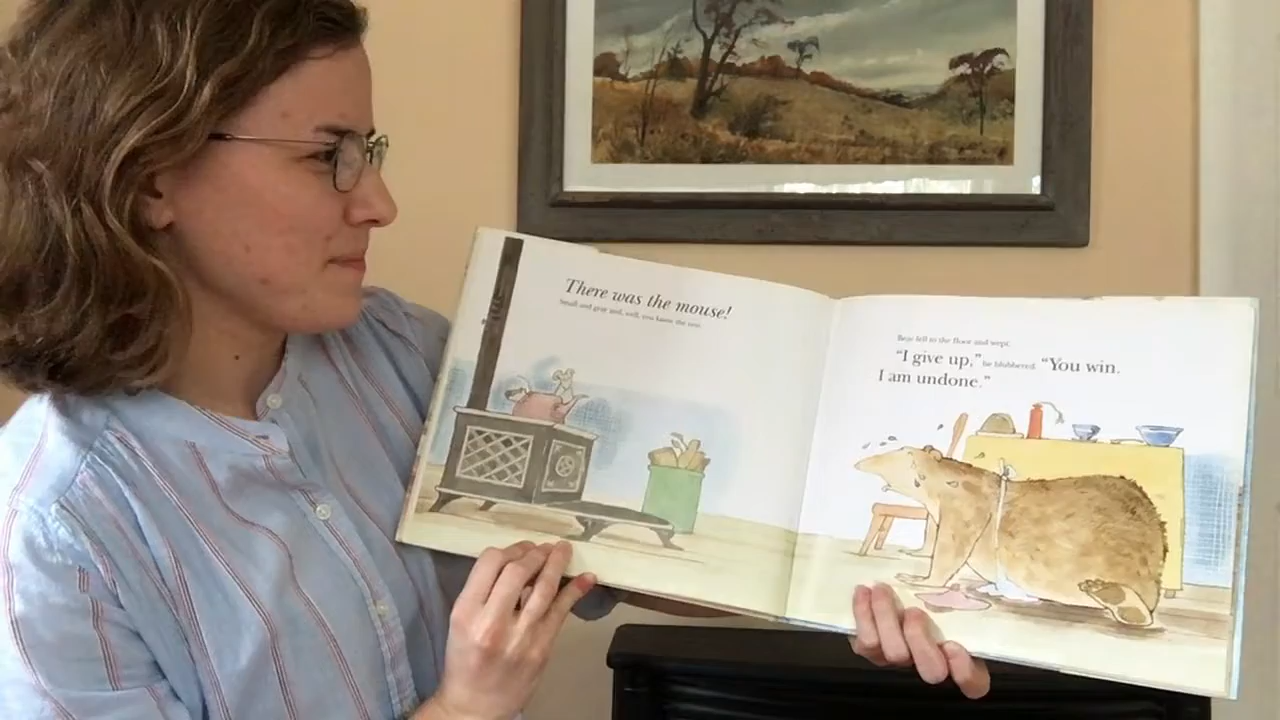 There was the mouse!
Small and gray and, well, you know the rest.
Bear fell to the floor and wept.
"I give up," he blubbered. "You win.
I am undone."